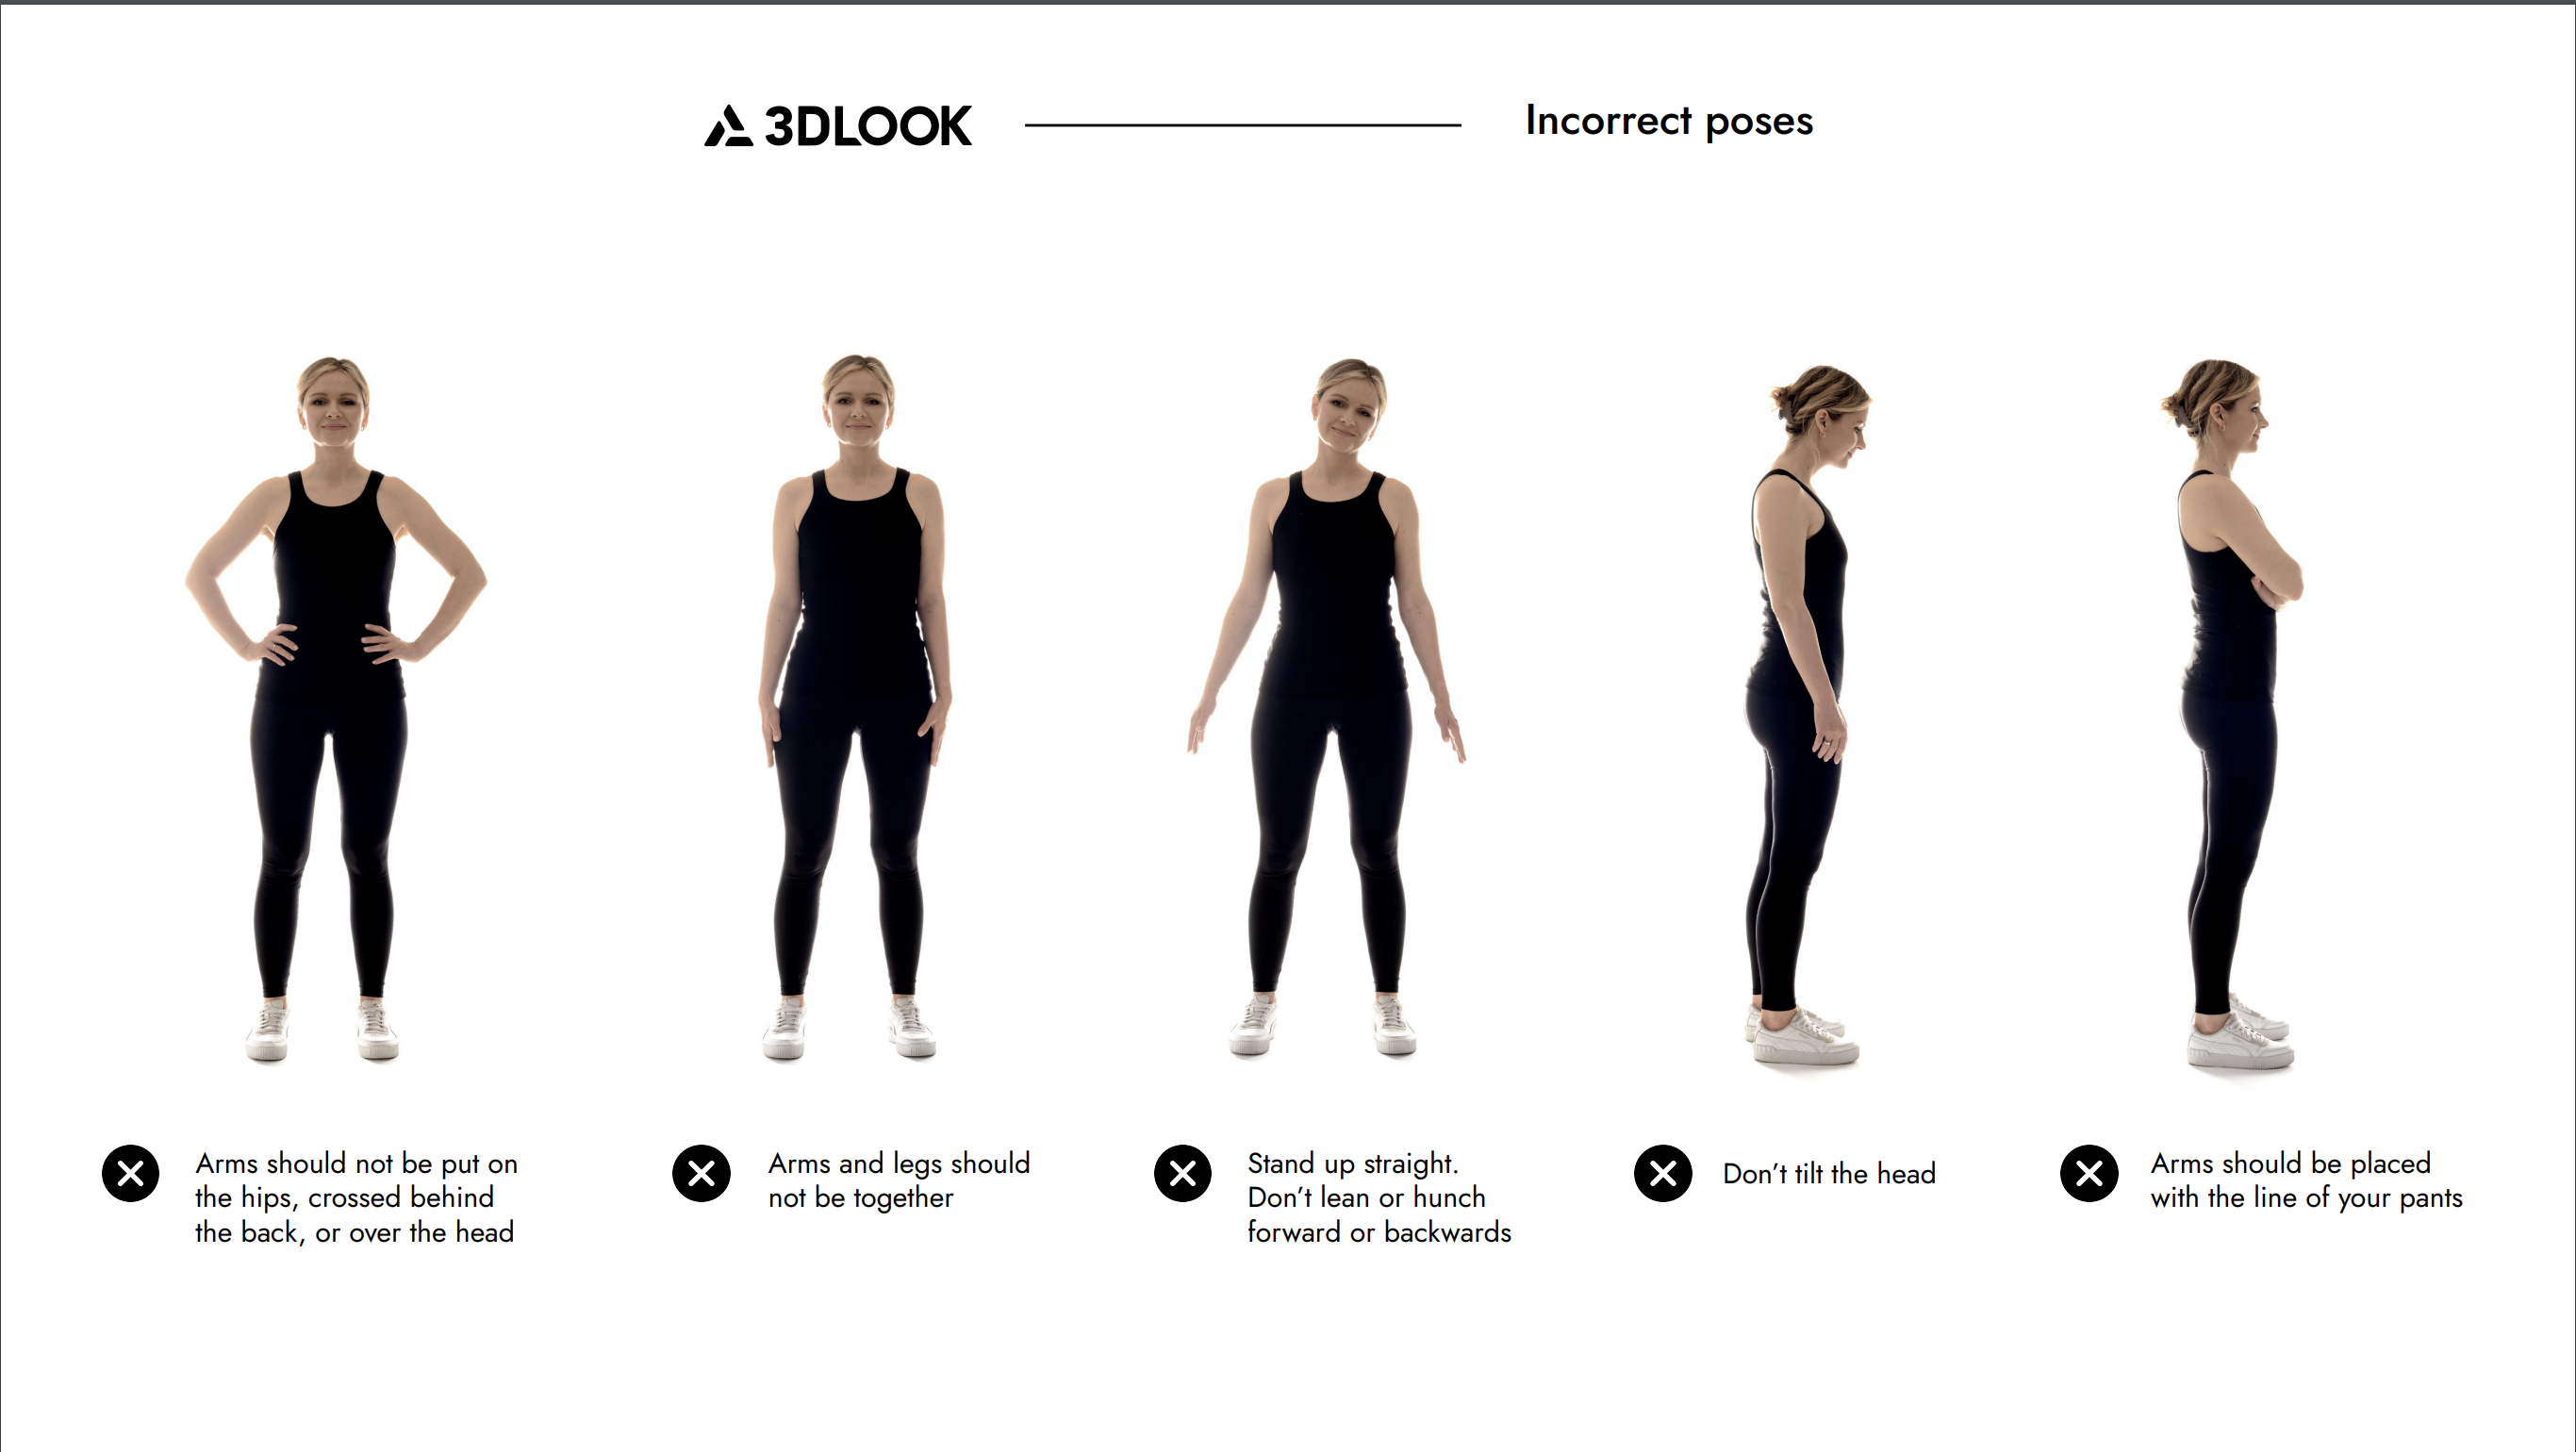 3DLOOK
Incorrect poses
Arms should not be put on
the hips, crossed behind
the back, or over the head
Arms and legs should
not be together
Stand up straight.
Don’t lean or hunch
forward or backwards
Don’t tilt the head
Arms should be placed
with the line of your pants